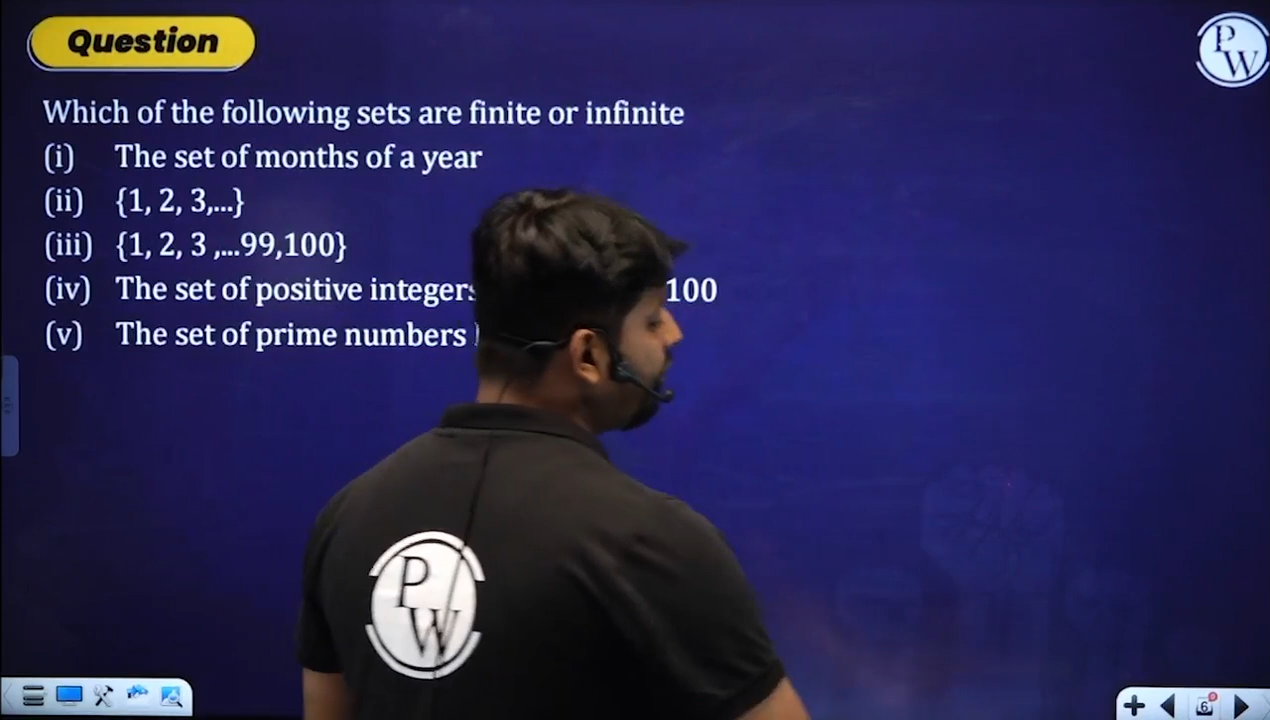 Question
PW
Which of the following sets are finite or infinite
(i) The set of months of a year
(ii) {1, 2, 3,...}
(iii) {1, 2, 3 ,...99,100}
(iv) The set of positive integers 100
(v) The set of prime numbers
PW
6